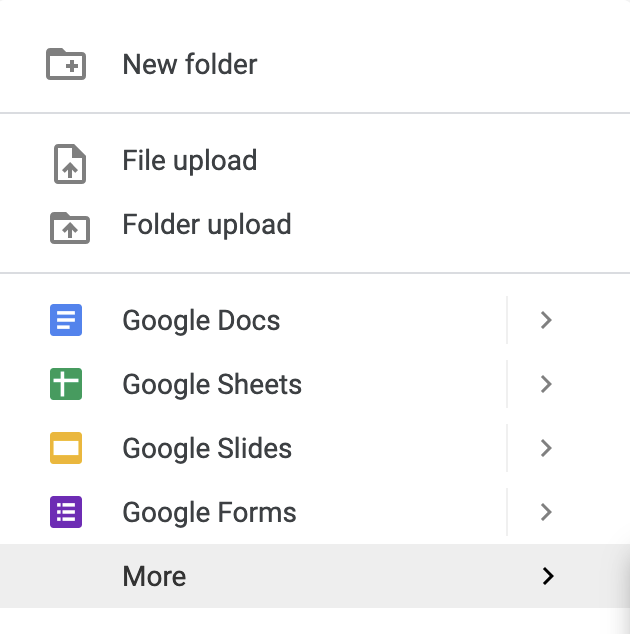 New folder
File upload
Folder upload
Google Docs
Google Sheets
Google Slides
Google Forms
More